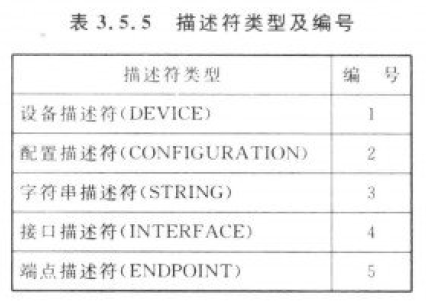 表 3.5.5 描述符类型及编号
描述符类型 编 号
设备描述符(DEVICE) 1
配置描述符(CONFIGURATION) 2
字符串描述符(STRING) 3
接口描述符(INTERFACE) 4
端点描述符(ENDPOINT) 5